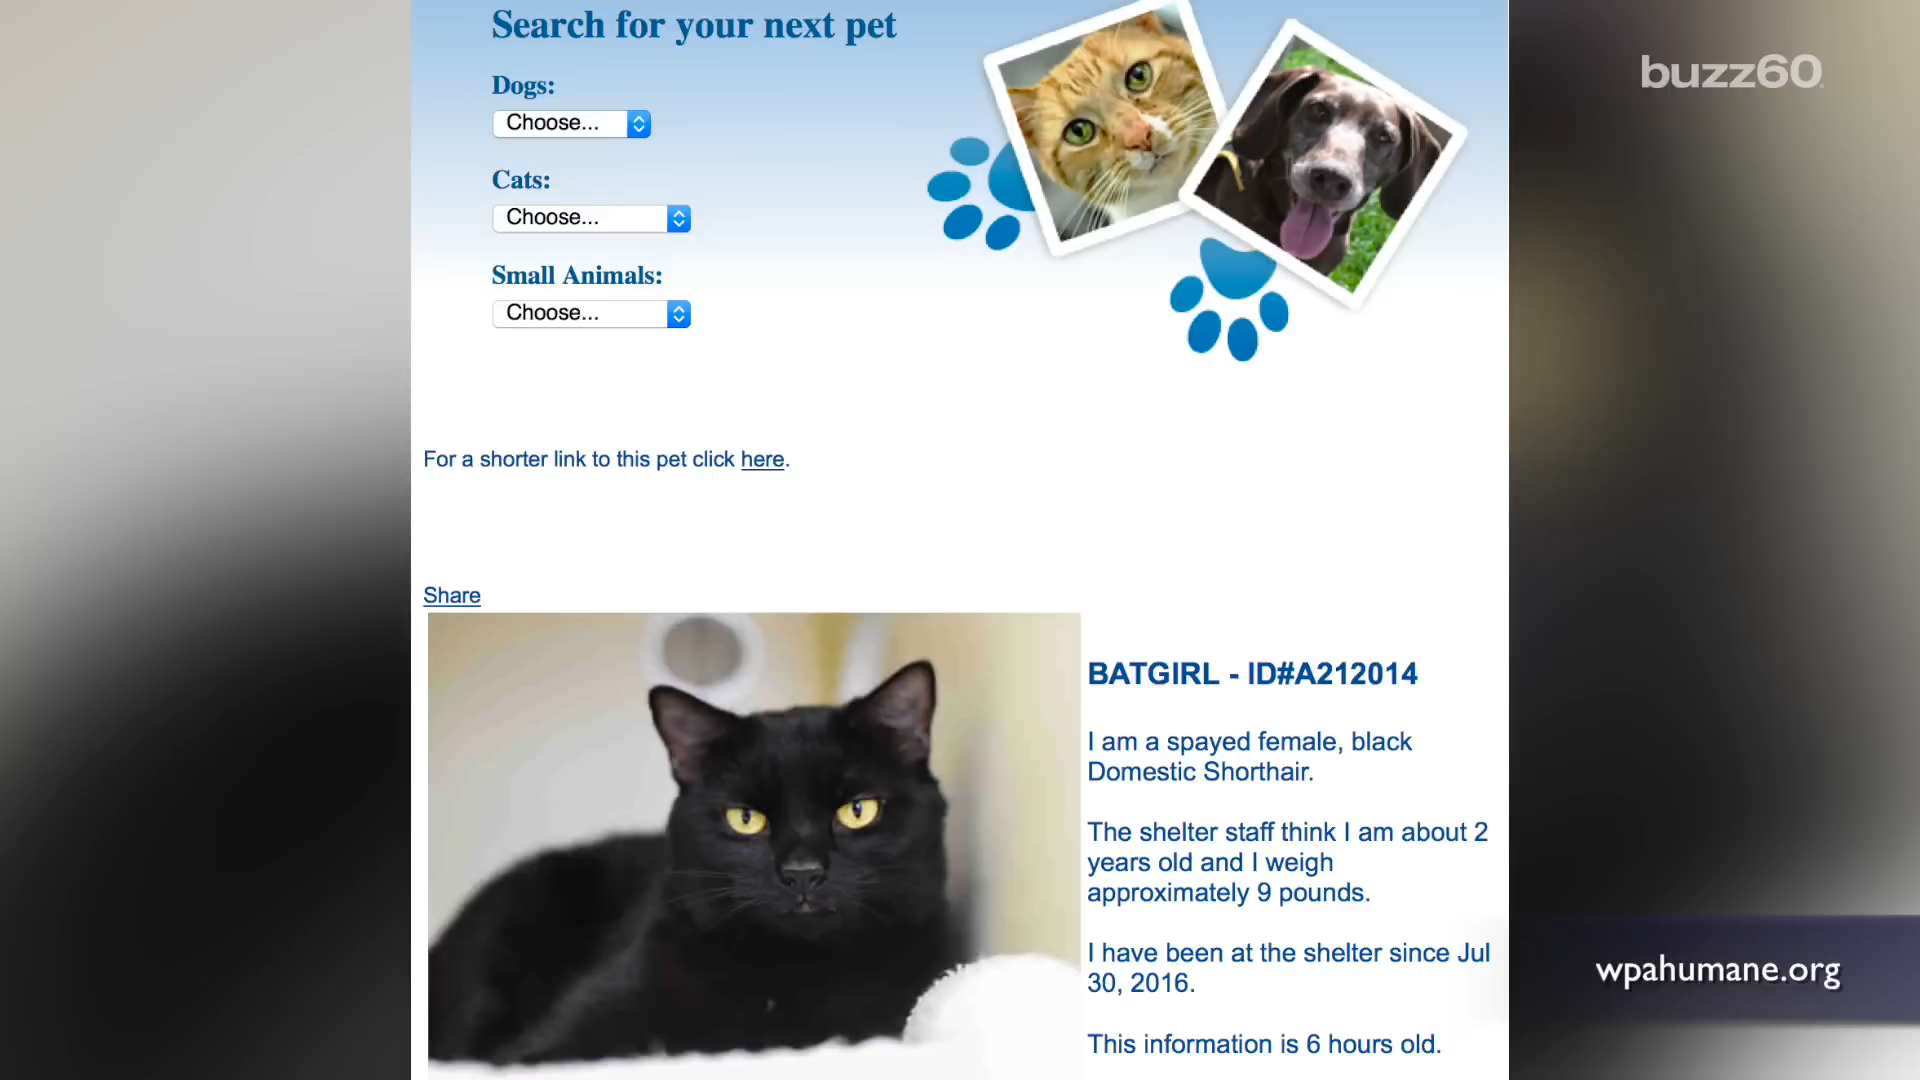 Search for your next pet
buzz60
Dogs:
Choose...
Cats:
Choose...
Small Animals:
Choose...
For a shorter link to this pet click here.
Share
BATGIRL - ID#A212014
I am a spayed female, black
Domestic Shorthair.
The shelter staff think I am about 2
years old and I weigh
approximately 9 pounds.
I have been at the shelter since Jul
30, 2016.
This information is 6 hours old.
wpahumane.org